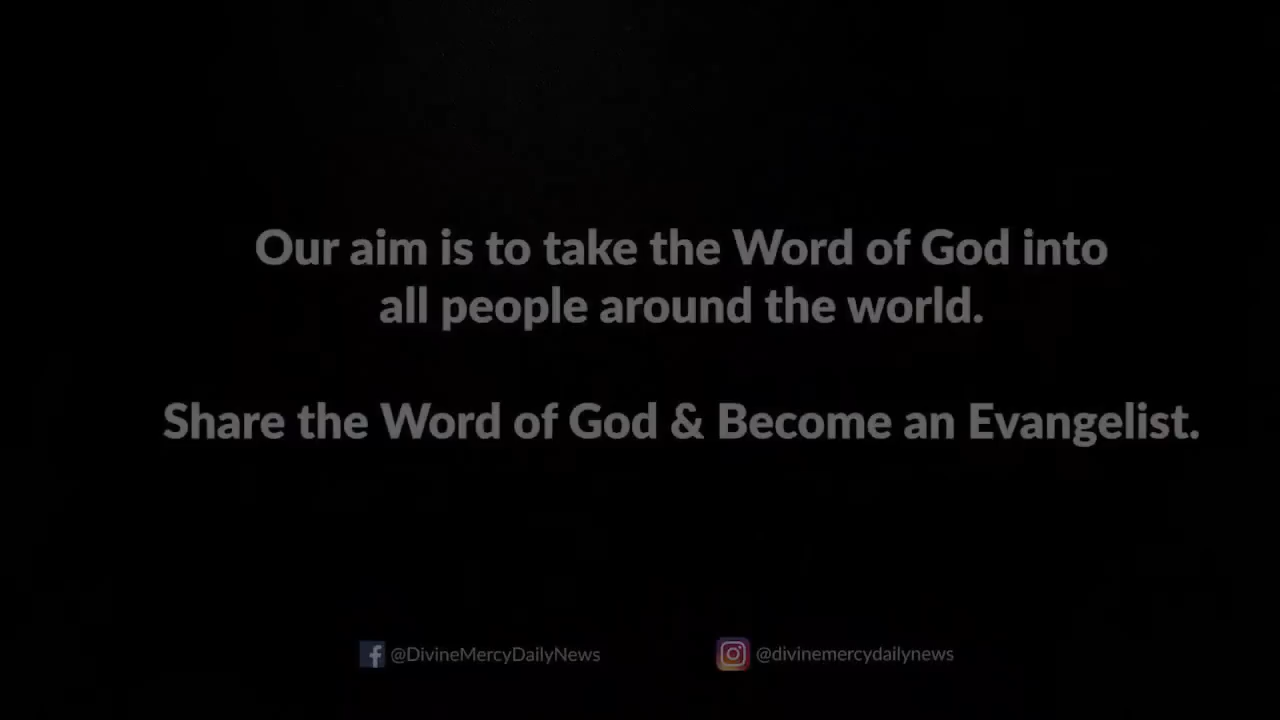 Our aim is to take the Word of God into
all people around the world.
Share the Word of God & Become an Evangelist.
@DivineMercyDailyNews
@divinemercydailynews